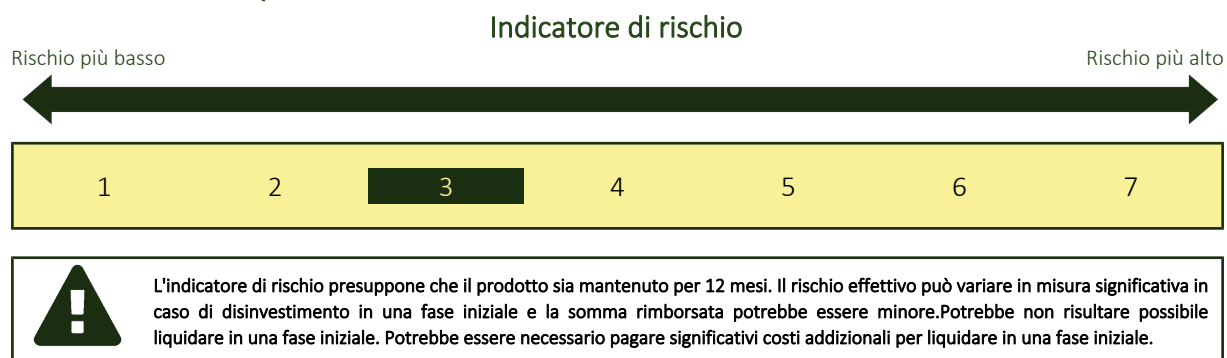 Indicatore di rischio
Rischio più basso
Rischio più alto
1 2 3 4 5 6 7
L'indicatore di rischio presuppone che il prodotto sia mantenuto per 12 mesi. Il rischio effettivo può variare in misura significativa in
caso di disinvestimento in una fase iniziale e la somma rimborsata potrebbe essere minore.Potrebbe non risultare possibile
liquidare in una fase iniziale. Potrebbe essere necessario pagare significativi costi addizionali per liquidare in una fase iniziale.